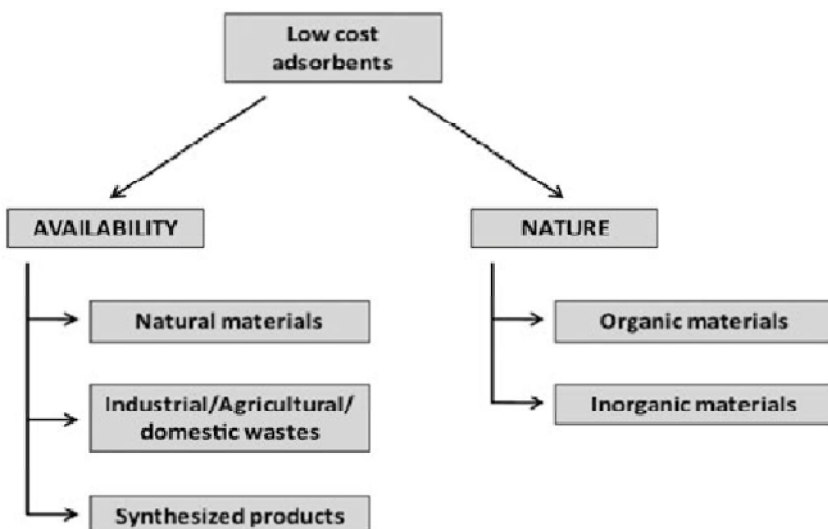 Low cost
adsorbents
AVAILABILITY
NATURE
Natural materials
Organic materials
Industrial/Agricultural/
domestic wastes
Inorganic materials
Synthesized products